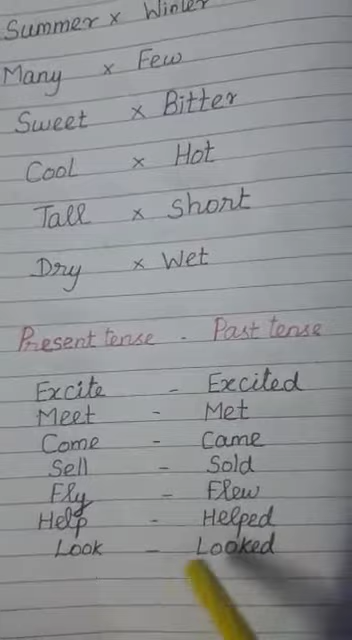 Summer x Winter
Many x Few
Sweet x Bitter
Cool x Hot
Tall x Short
Dry x Wet
Present tense - Past tense
Excite - Excited
Meet - Met
Come - Came
Sell - Sold
Fly - Flew
Help - Helped
Look - Looked